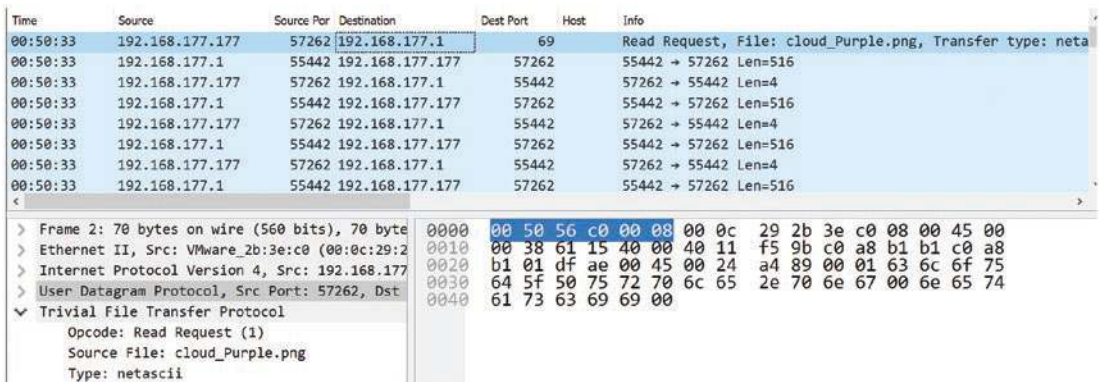 Time Source Source Por Destination Dest Port Host Info
00:50:33 192.168.177.177 57262 192.168.177.1 69 Read Request, File: cloud_Purple.png, Transfer type: neta
00:50:33 192.168.177.1 55442 192.168.177.177 57262 55442 → 57262 Len=516
00:50:33 192.168.177.177 57262 192.168.177.1 55442 57262 → 55442 Len=4
00:50:33 192.168.177.1 55442 192.168.177.177 57262 55442 → 57262 Len=516
00:50:33 192.168.177.177 57262 192.168.177.1 55442 57262 → 55442 Len=4
00:50:33 192.168.177.1 55442 192.168.177.177 57262 55442 → 57262 Len=516
00:50:33 192.168.177.177 57262 192.168.177.1 55442 57262 → 55442 Len=4
00:50:33 192.168.177.1 55442 192.168.177.177 57262 55442 → 57262 Len=516
Frame 2: 70 bytes on wire (560 bits), 70 byte
Ethernet II, Src: VMware_2b:3e:c0 (00:0c:29:2
Internet Protocol Version 4, Src: 192.168.177
User Datagram Protocol, Src Port: 57262, Dst
Trivial File Transfer Protocol
Opcode: Read Request (1)
Source File: cloud_Purple.png
Type: netascii
0000 00 50 56 c0 00 08 00 0c 29 2b 3e c0 08 00 45 00
0010 00 38 61 15 40 00 40 11 f5 9b c0 a8 b1 b1 c0 a8
0020 b1 01 df ae 00 45 00 24 a4 89 00 01 63 6c 6f 75
0030 64 5f 50 75 72 70 6c 65 2e 70 6e 67 00 6e 65 74
0040 61 73 63 69 69 00